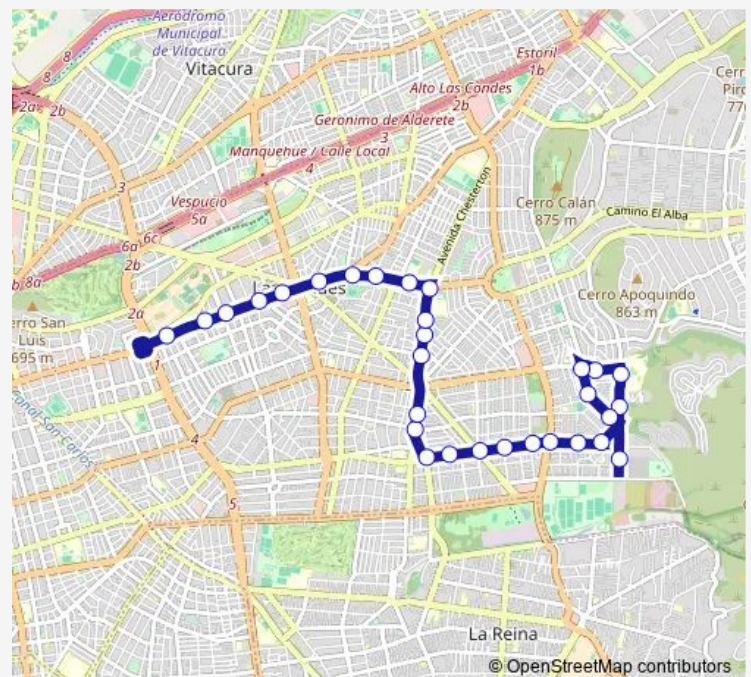 Aeródromo
Municipal
de Vitacura
8
8
Vitacura
2a
2b
Estoril
1b
Alto Las Condes
2b
Geronimo de Alderete
3
Manquehue / Calle Local
4
3
Vespucio
5a
6c
6a
2b
8a
2a
Avenida Chesterton
Cerro Calán
875 m
Camino El Alba
Cerro Apoquindo
863 m
Luis
695 m
San Carlos
1
4
5
La Reina
© OpenStreetMap contributors